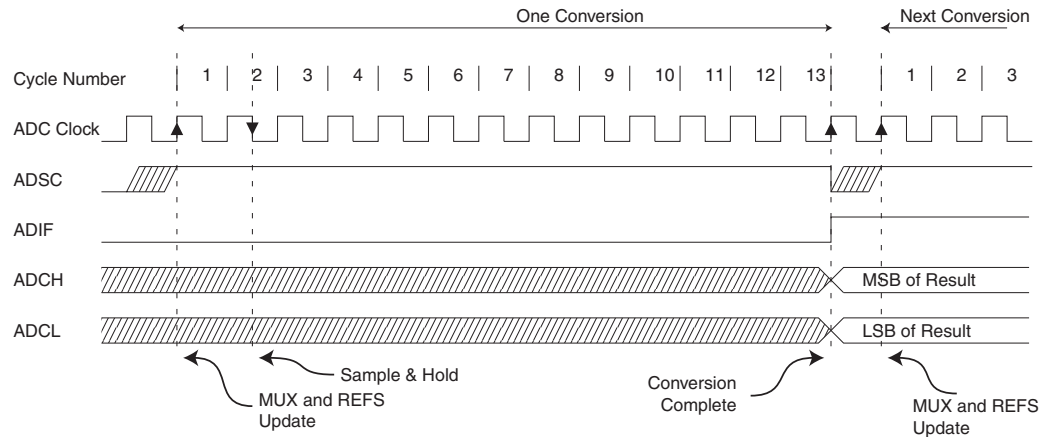 One Conversion
Next Conversion
Cycle Number 1 2 3 4 5 6 7 8 9 10 11 12 13 1 2 3
ADC Clock
ADSC
ADIF
ADCH MSB of Result
ADCL LSB of Result
Sample & Hold
MUX and REFS
Update
Conversion
Complete
MUX and REFS
Update